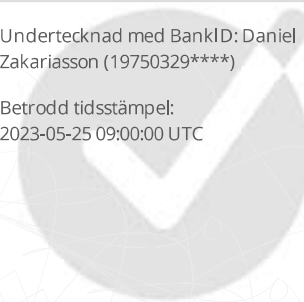 Undertecknad med BankID: Daniel
Zakariasson (19750329****)
Betrodd tidsstämpel:
2023-05-25 09:00:00 UTC